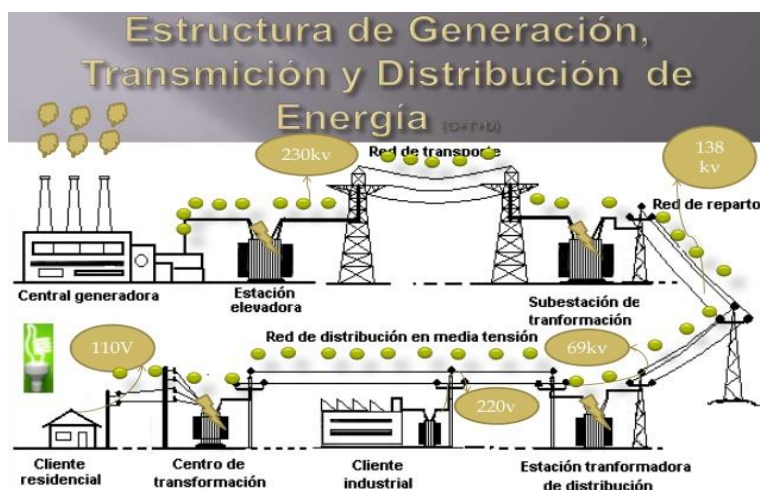 Estructura de Generación,
Transmición y Distribución de
Energía (G+T+D)
230kv
Red de transporte
138
kv
Red de reparto
Central generadora
Estación
elevadora
Subestación de
tranformación
110V
Red de distribución en media tensión
69kv
220v
Cliente
residencial
Centro de
transformación
Cliente
industrial
Estación tranformadora
de distribución